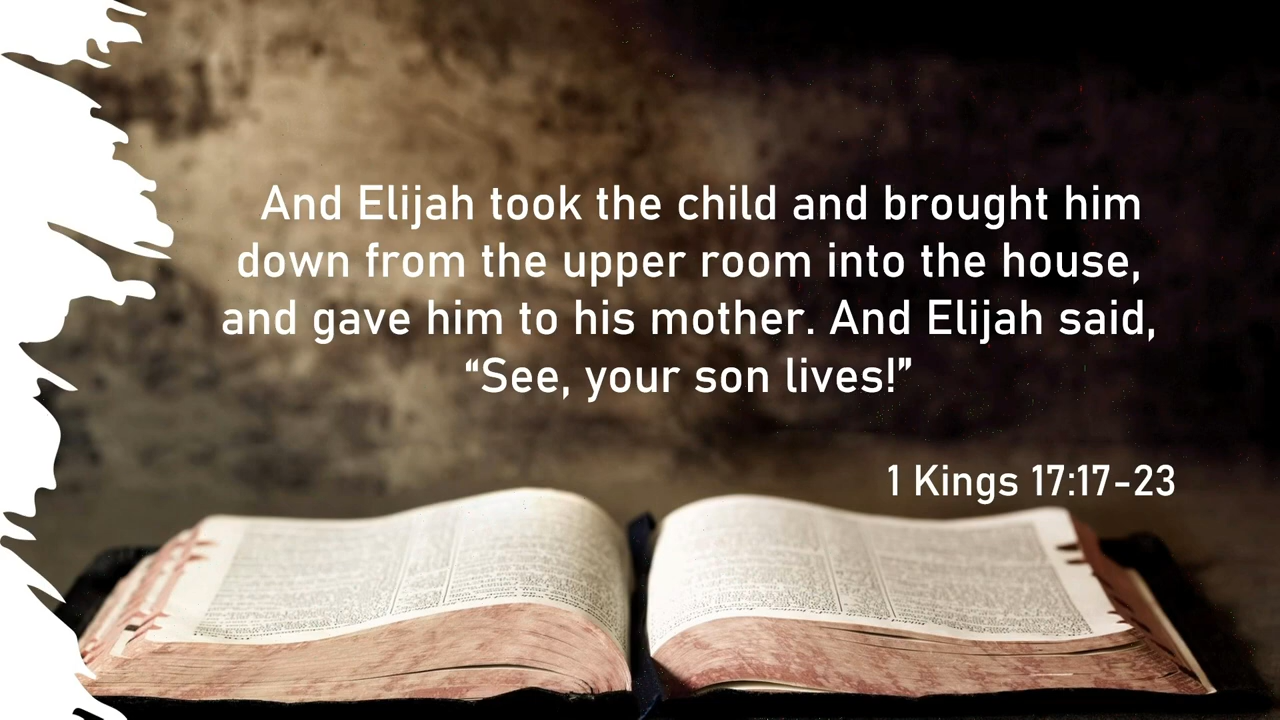 And Elijah took the child and brought him
down from the upper room into the house,
and gave him to his mother. And Elijah said,
“See, your son lives!”
1 Kings 17:17-23